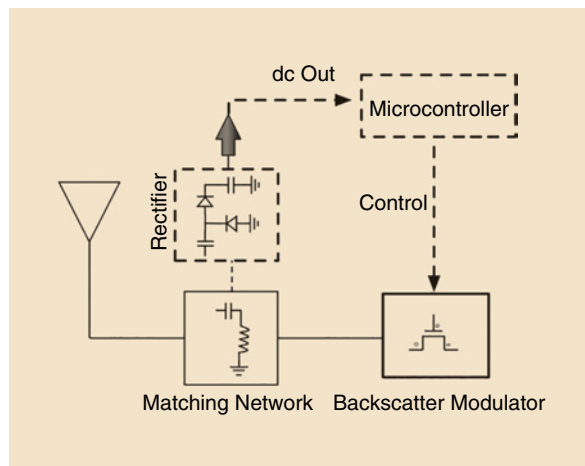 dc Out
Microcontroller
Rectifier
Control
Matching Network
Backscatter Modulator